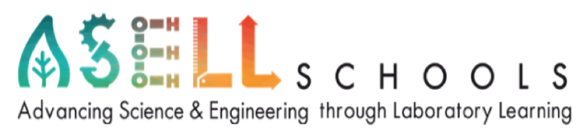 ASELL SCHOOLS
Advancing Science & Engineering through Laboratory Learning